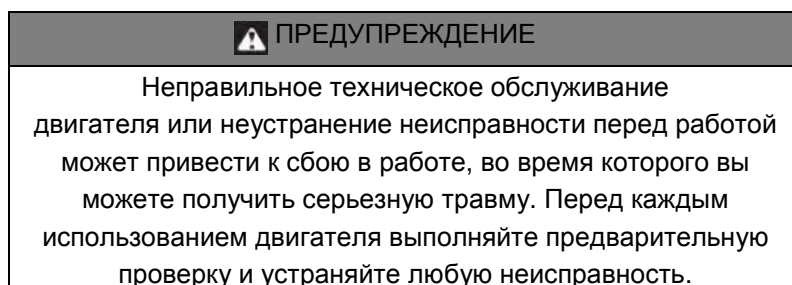 ПРЕДУПРЕЖДЕНИЕ
Неправильное техническое обслуживание
двигателя или неустранение неисправности перед работой
может привести к сбою в работе, во время которого вы
можете получить серьезную травму. Перед каждым
использованием двигателя выполняйте предварительную
проверку и устраняйте любую неисправность.